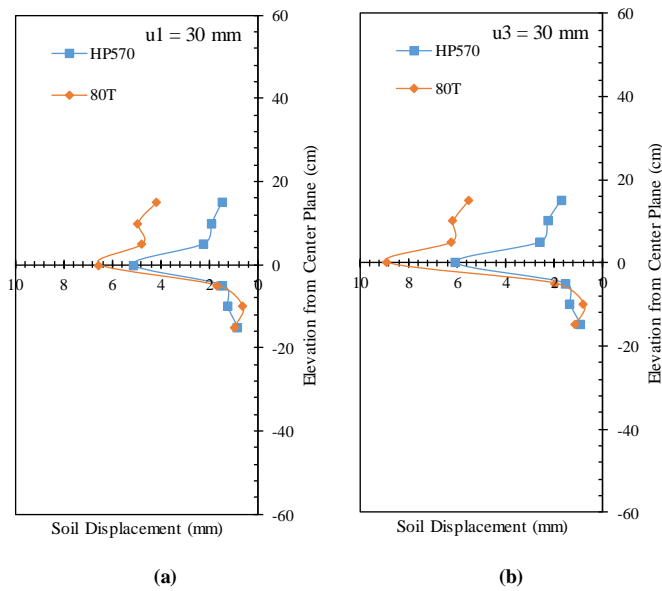 u1 = 30 mm
HP570
80T
60
40
20
0
-20
-40
-60
10
8
6
4
2
0
Elevation from Center Plane (cm)
Soil Displacement (mm)
(a)
u3 = 30 mm
HP570
80T
60
40
20
0
-20
-40
-60
10
8
6
4
2
0
Elevation from Center Plane (cm)
Soil Displacement (mm)
(b)